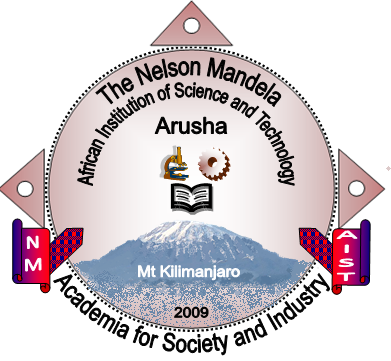 The Nelson Mandela
African Institution of Science and Technology
Arusha
NM
AIST
Mt Kilimanjaro
2009
Academia for Society and Industry